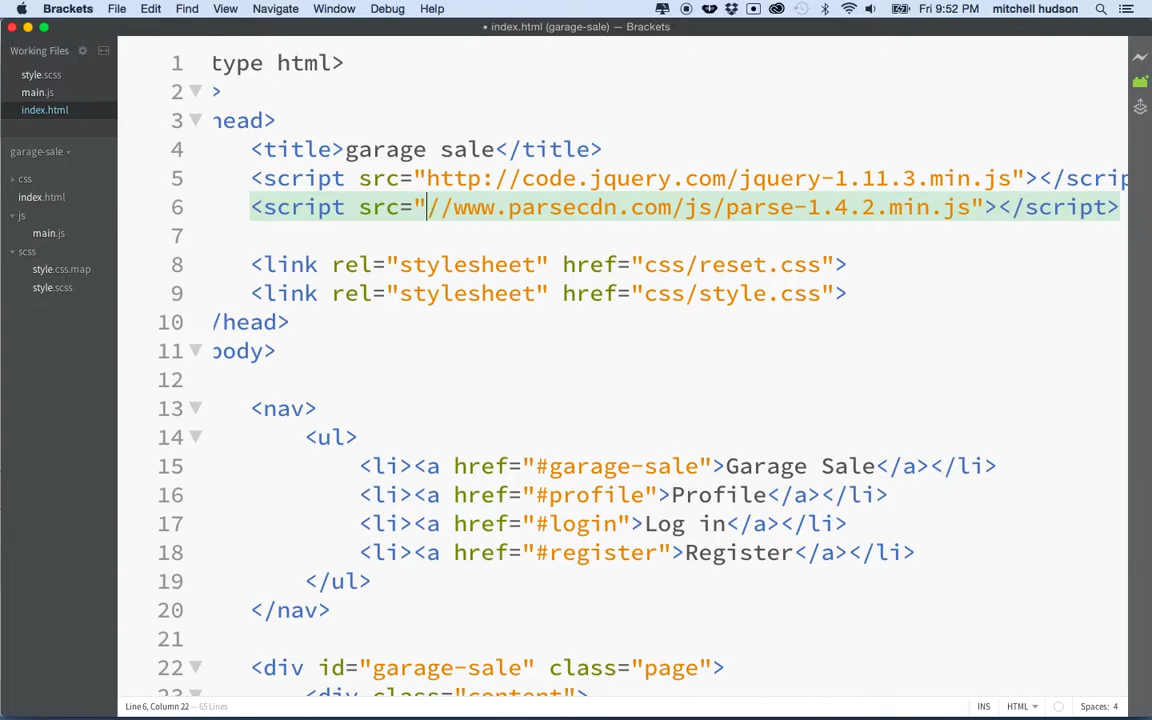 Brackets File Edit Find View Navigate Window Debug Help Fri 9:52 PM mitchell hudson
• index.html (garage-sale) — Brackets
Working Files
style.scss
main.js
index.html
garage-sale
css
index.html
js
main.js
scss
style.css.map
style.scss
1 type html>
2 >
3 head>
4 <title>garage sale</title>
5 <script src="http://code.jquery.com/jquery-1.11.3.min.js"></scrip
6 <script src="//www.parsecdn.com/js/parse-1.4.2.min.js"></script>
7
8 <link rel="stylesheet" href="css/reset.css">
9 <link rel="stylesheet" href="css/style.css">
10 /head>
11 body>
12
13 <nav>
14 <ul>
15 <li><a href="#garage-sale">Garage Sale</a></li>
16 <li><a href="#profile">Profile</a></li>
17 <li><a href="#login">Log in</a></li>
18 <li><a href="#register">Register</a></li>
19 </ul>
20 </nav>
21
22 <div id="garage-sale" class="page">
23 <div class="content">
Line 6, Column 22 — 65 Lines INS HTML Spaces: 4